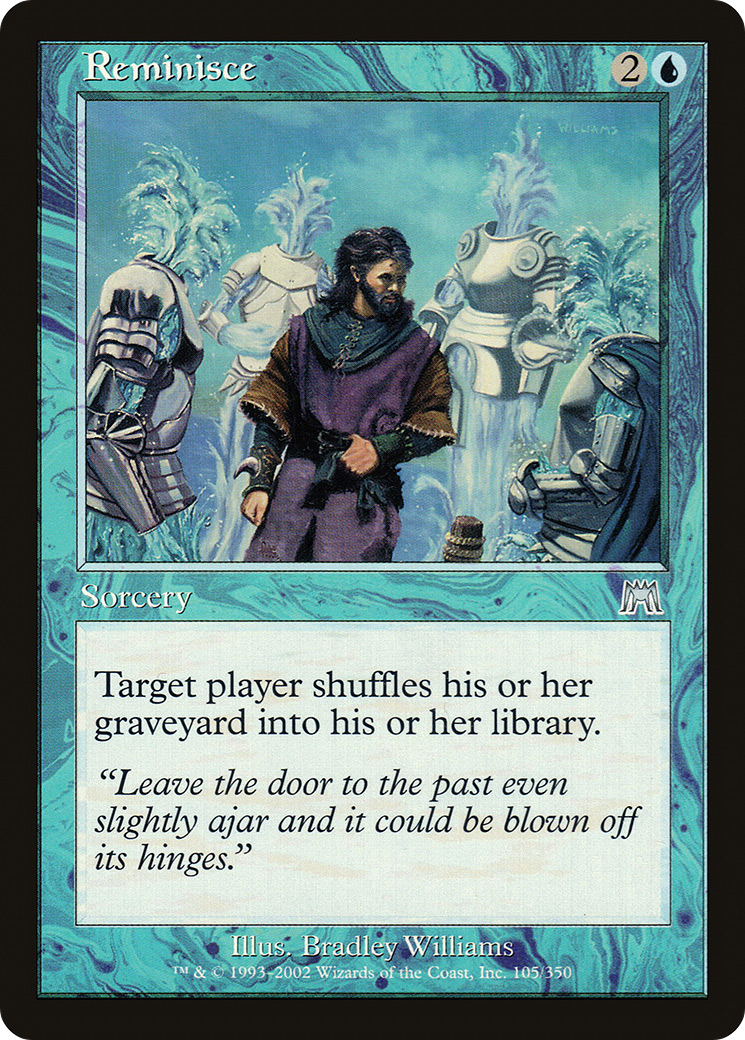 Reminisce
2
WILLIAMS
Sorcery
Target player shuffles his or her
graveyard into his or her library.
“Leave the door to the past even
slightly ajar and it could be blown off
its hinges.”
Illus. Bradley Williams
™ & © 1993–2002 Wizards of the Coast, Inc. 105/350